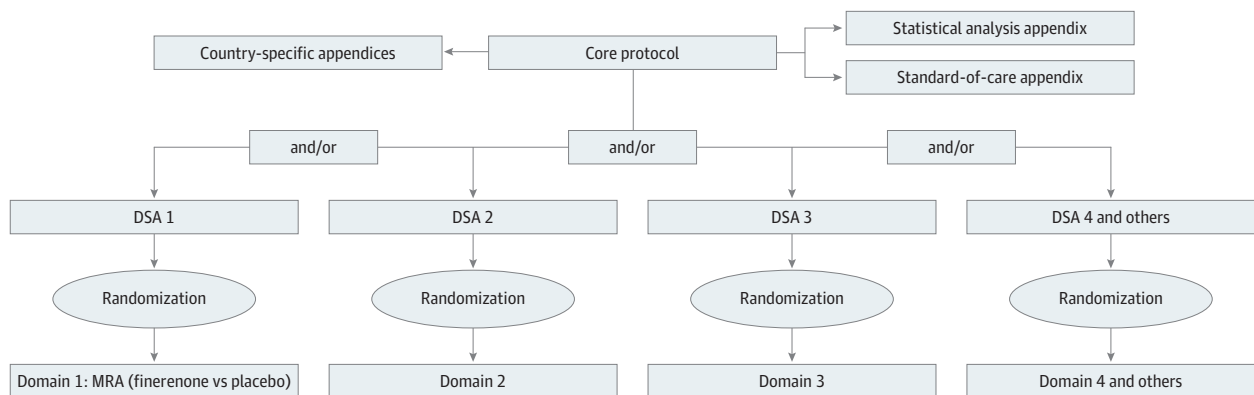 Statistical analysis appendix
Country-specific appendices
Core protocol
Standard-of-care appendix
and/or
and/or
and/or
DSA 1
DSA 2
DSA 3
DSA 4 and others
Randomization
Randomization
Randomization
Randomization
Domain 1: MRA (finerenone vs placebo)
Domain 2
Domain 3
Domain 4 and others